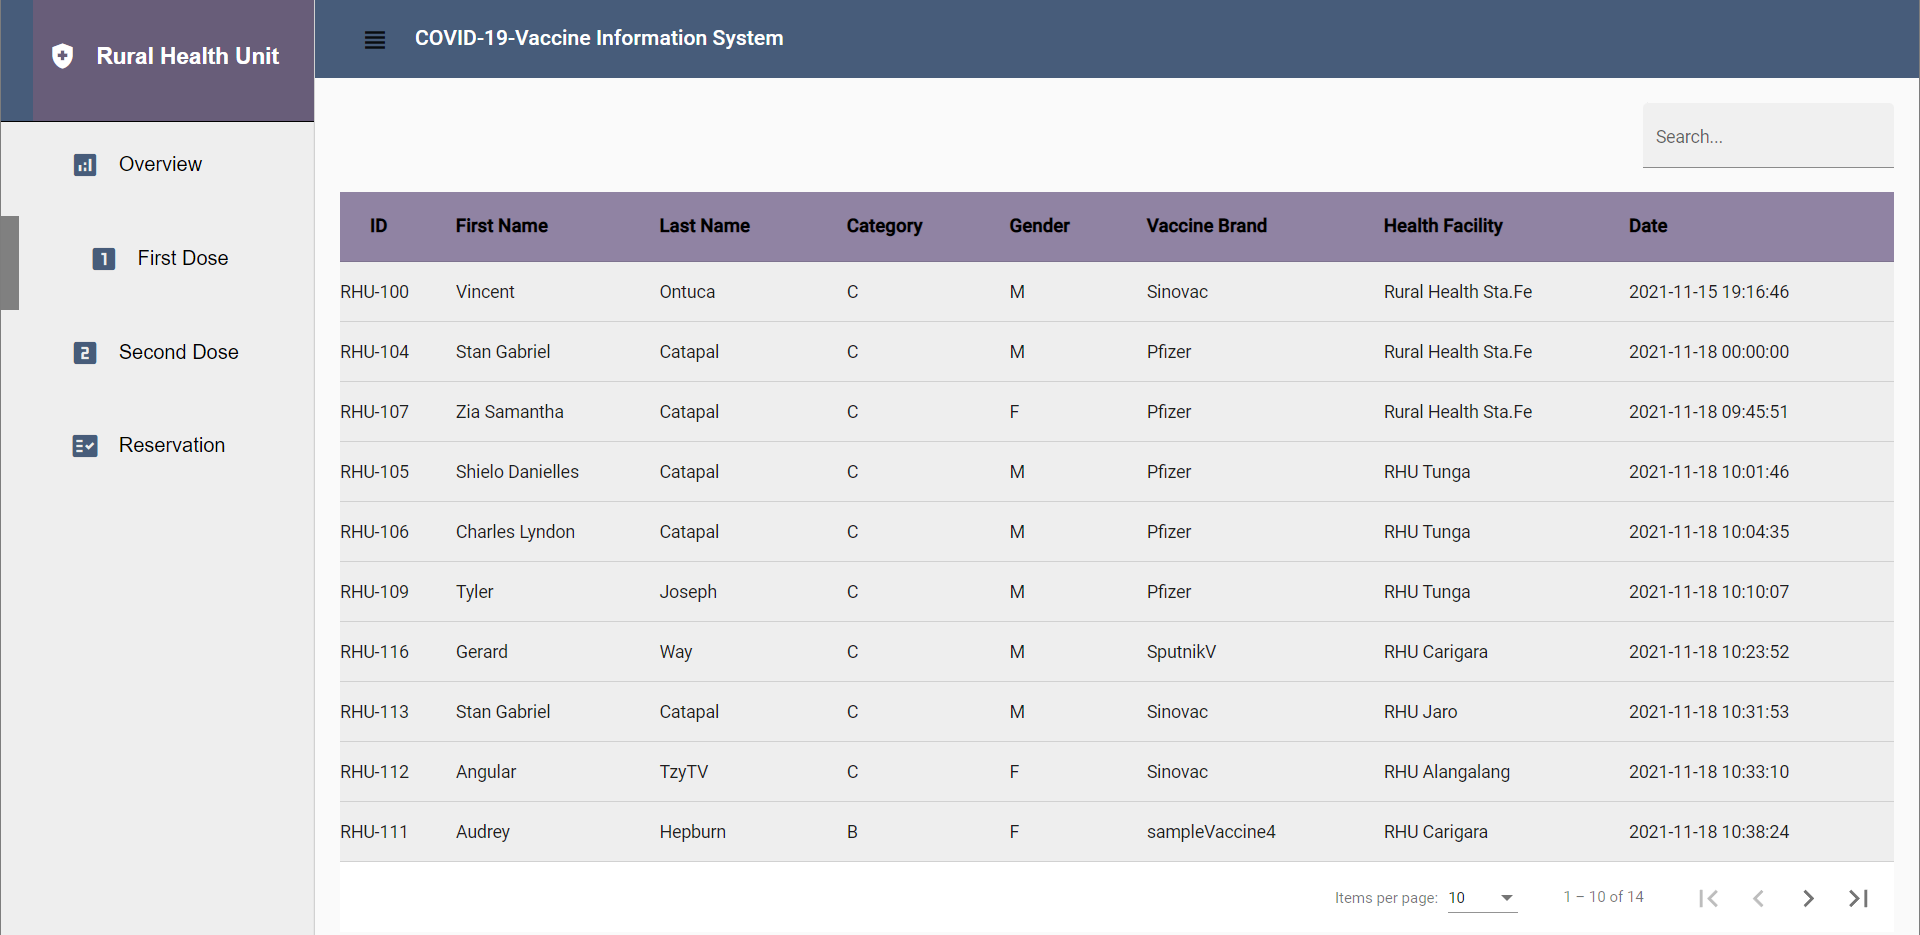 Rural Health Unit
COVID-19-Vaccine Information System
Overview
1 First Dose
2 Second Dose
Reservation
Search...
ID First Name Last Name Category Gender Vaccine Brand Health Facility Date
RHU-100 Vincent Ontuca C M Sinovac Rural Health Sta.Fe 2021-11-15 19:16:46
RHU-104 Stan Gabriel Catapal C M Pfizer Rural Health Sta.Fe 2021-11-18 00:00:00
RHU-107 Zia Samantha Catapal C F Pfizer Rural Health Sta.Fe 2021-11-18 09:45:51
RHU-105 Shielo Danielles Catapal C M Pfizer RHU Tunga 2021-11-18 10:01:46
RHU-106 Charles Lyndon Catapal C M Pfizer RHU Tunga 2021-11-18 10:04:35
RHU-109 Tyler Joseph C M Pfizer RHU Tunga 2021-11-18 10:10:07
RHU-116 Gerard Way C M SputnikV RHU Carigara 2021-11-18 10:23:52
RHU-113 Stan Gabriel Catapal C M Sinovac RHU Jaro 2021-11-18 10:31:53
RHU-112 Angular TzyTV C F Sinovac RHU Alangalang 2021-11-18 10:33:10
RHU-111 Audrey Hepburn B F sampleVaccine4 RHU Carigara 2021-11-18 10:38:24
Items per page: 10 1 – 10 of 14